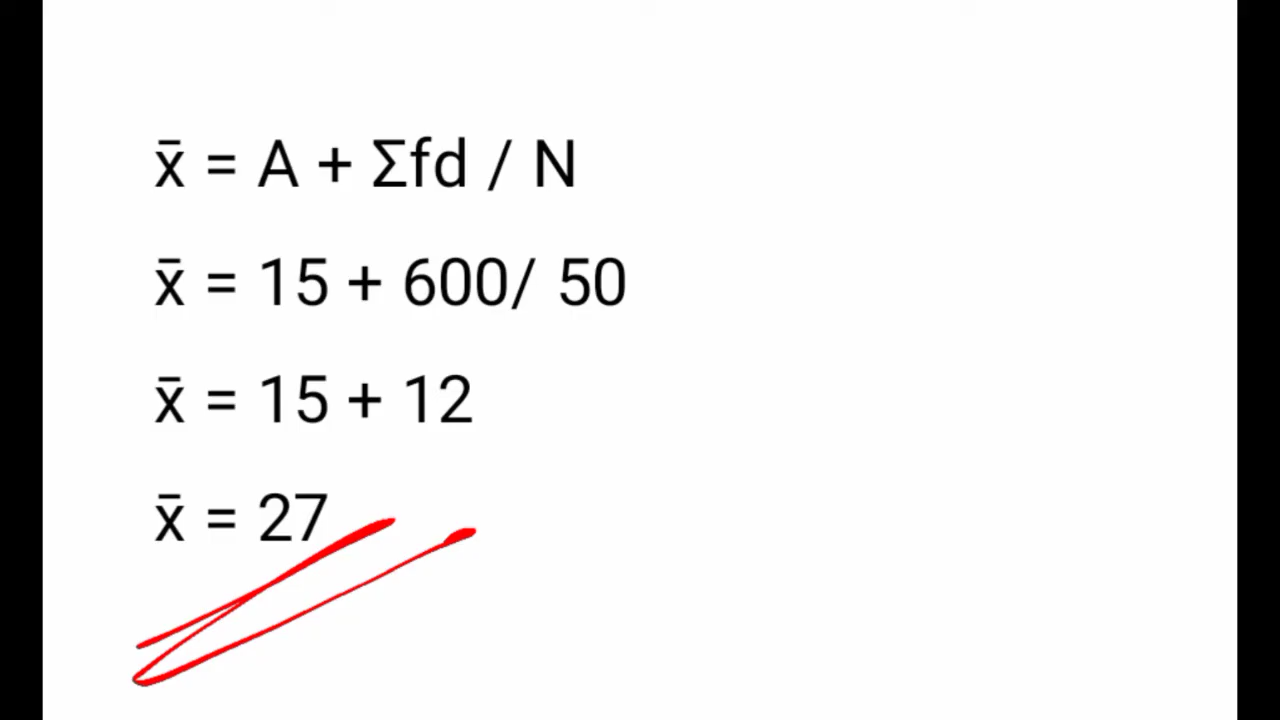 x̄ = A + Σfd / N
x̄ = 15 + 600/ 50
x̄ = 15 + 12
x̄ = 27